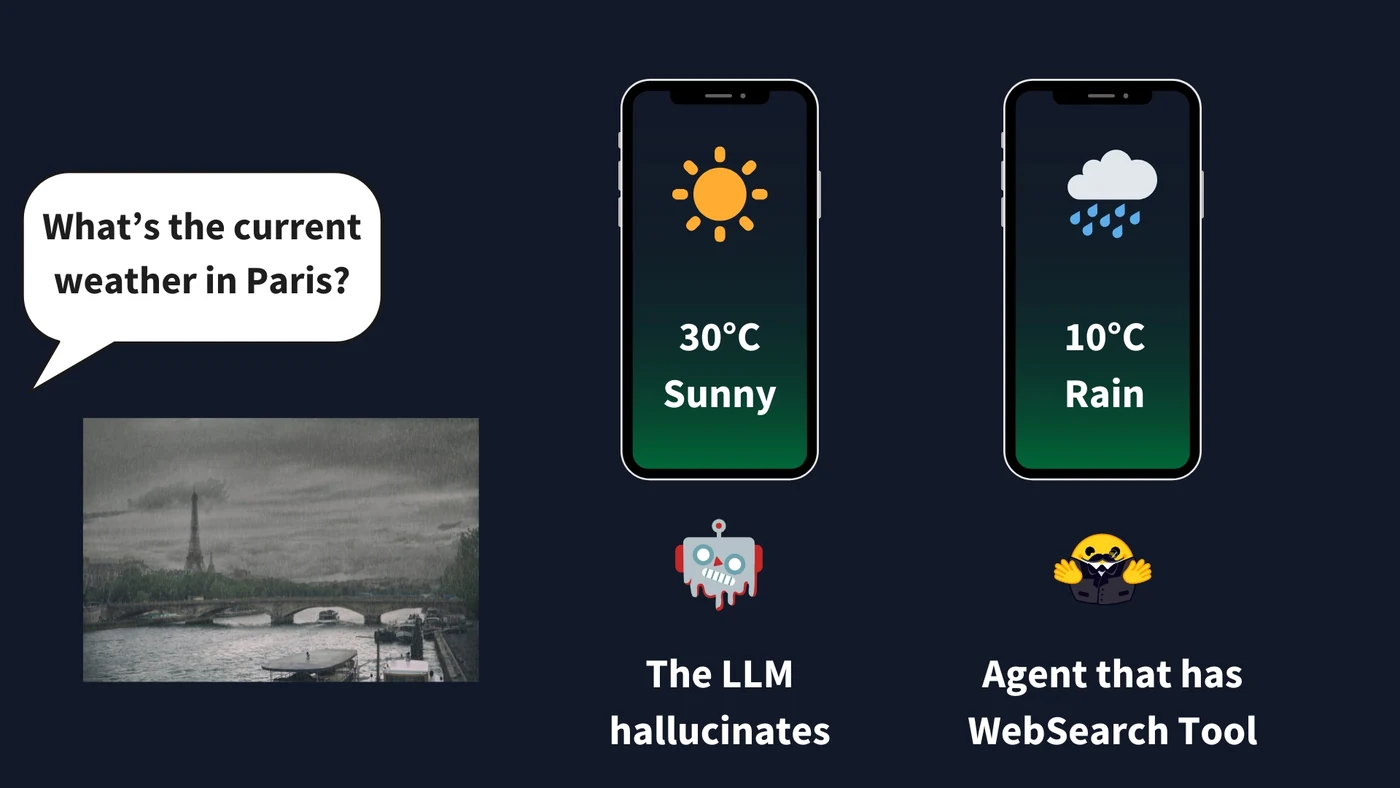 What’s the current
weather in Paris?
30°C
Sunny
10°C
Rain
The LLM
hallucinates
Agent that has
WebSearch Tool